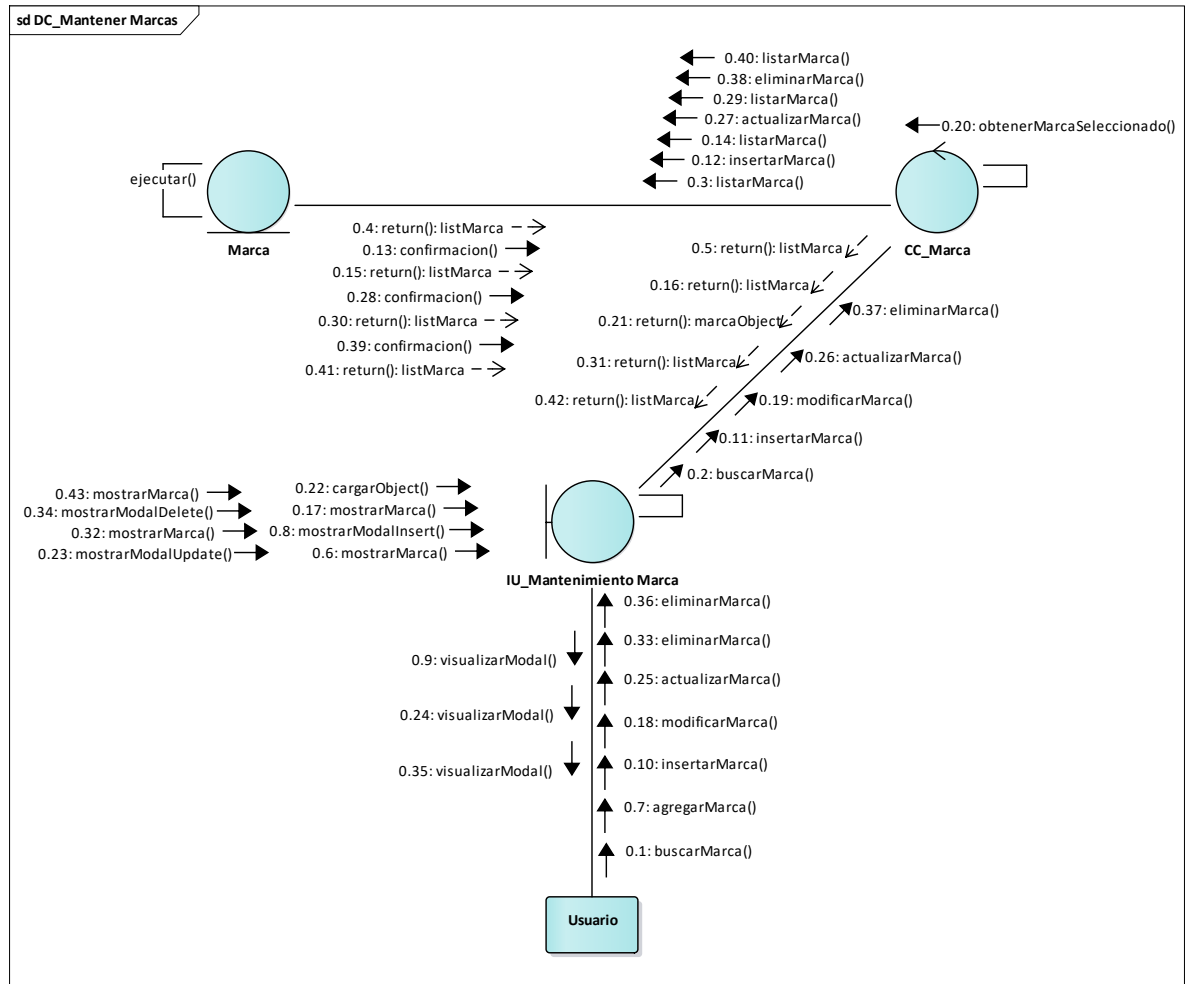 sd DC_Mantener Marcas
0.40: listarMarca()
0.38: eliminarMarca()
0.29: listarMarca()
0.27: actualizarMarca()
0.14: listarMarca()
0.12: insertarMarca()
0.3: listarMarca()
0.20: obtenerMarcaSeleccionado()
ejecutar()
Marca
CC_Marca
0.4: return(): listMarca
0.13: confirmacion()
0.15: return(): listMarca
0.28: confirmacion()
0.30: return(): listMarca
0.39: confirmacion()
0.41: return(): listMarca
0.5: return(): listMarca
0.16: return(): listMarca
0.21: return(): marcaObject
0.31: return(): listMarca
0.42: return(): listMarca
0.37: eliminarMarca()
0.26: actualizarMarca()
0.19: modificarMarca()
0.11: insertarMarca()
0.2: buscarMarca()
0.43: mostrarMarca()
0.34: mostrarModalDelete()
0.32: mostrarMarca()
0.23: mostrarModalUpdate()
0.22: cargarObject()
0.17: mostrarMarca()
0.8: mostrarModalInsert()
0.6: mostrarMarca()
IU_Mantenimiento Marca
0.9: visualizarModal()
0.24: visualizarModal()
0.35: visualizarModal()
0.36: eliminarMarca()
0.33: eliminarMarca()
0.25: actualizarMarca()
0.18: modificarMarca()
0.10: insertarMarca()
0.7: agregarMarca()
0.1: buscarMarca()
Usuario